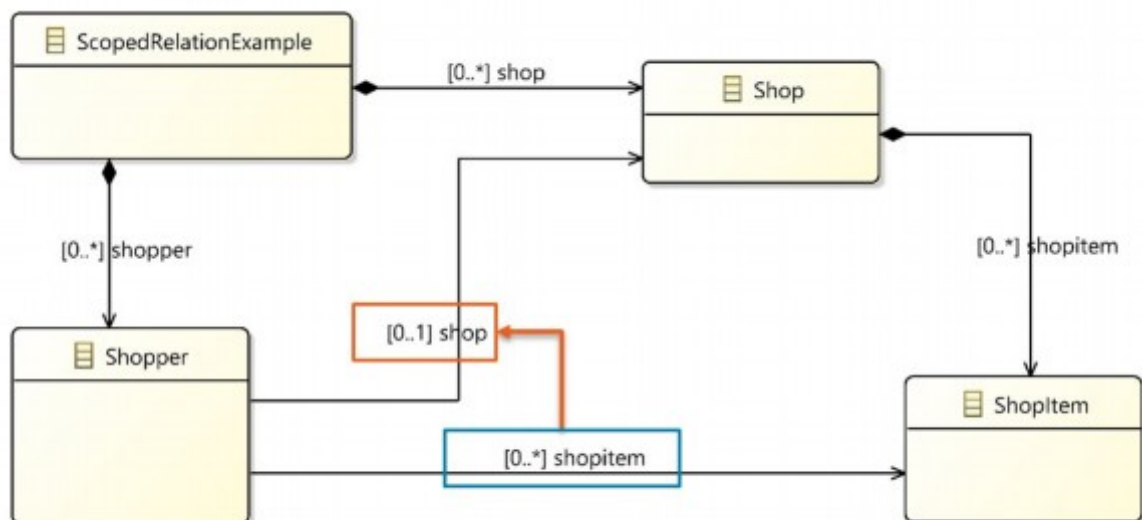 ScopedRelationExample
[0..*] shop
Shop
[0..*] shopper
[0..*] shopitem
[0..1] shop
Shopper
ShopItem
[0..*] shopitem